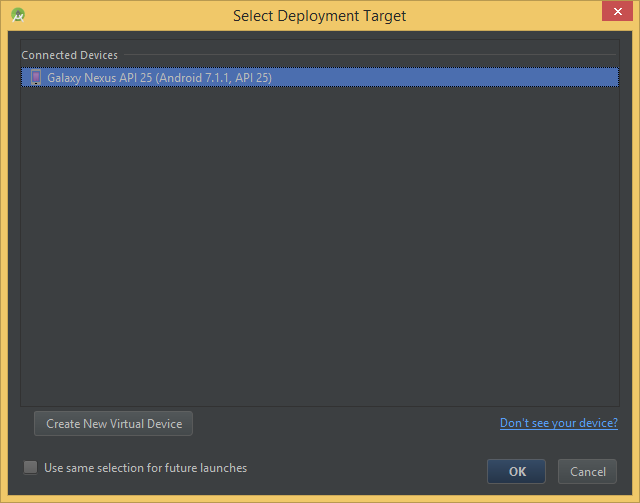 Select Deployment Target
Connected Devices
Galaxy Nexus API 25 (Android 7.1.1, API 25)
Create New Virtual Device
Don't see your device?
Use same selection for future launches
OK
Cancel